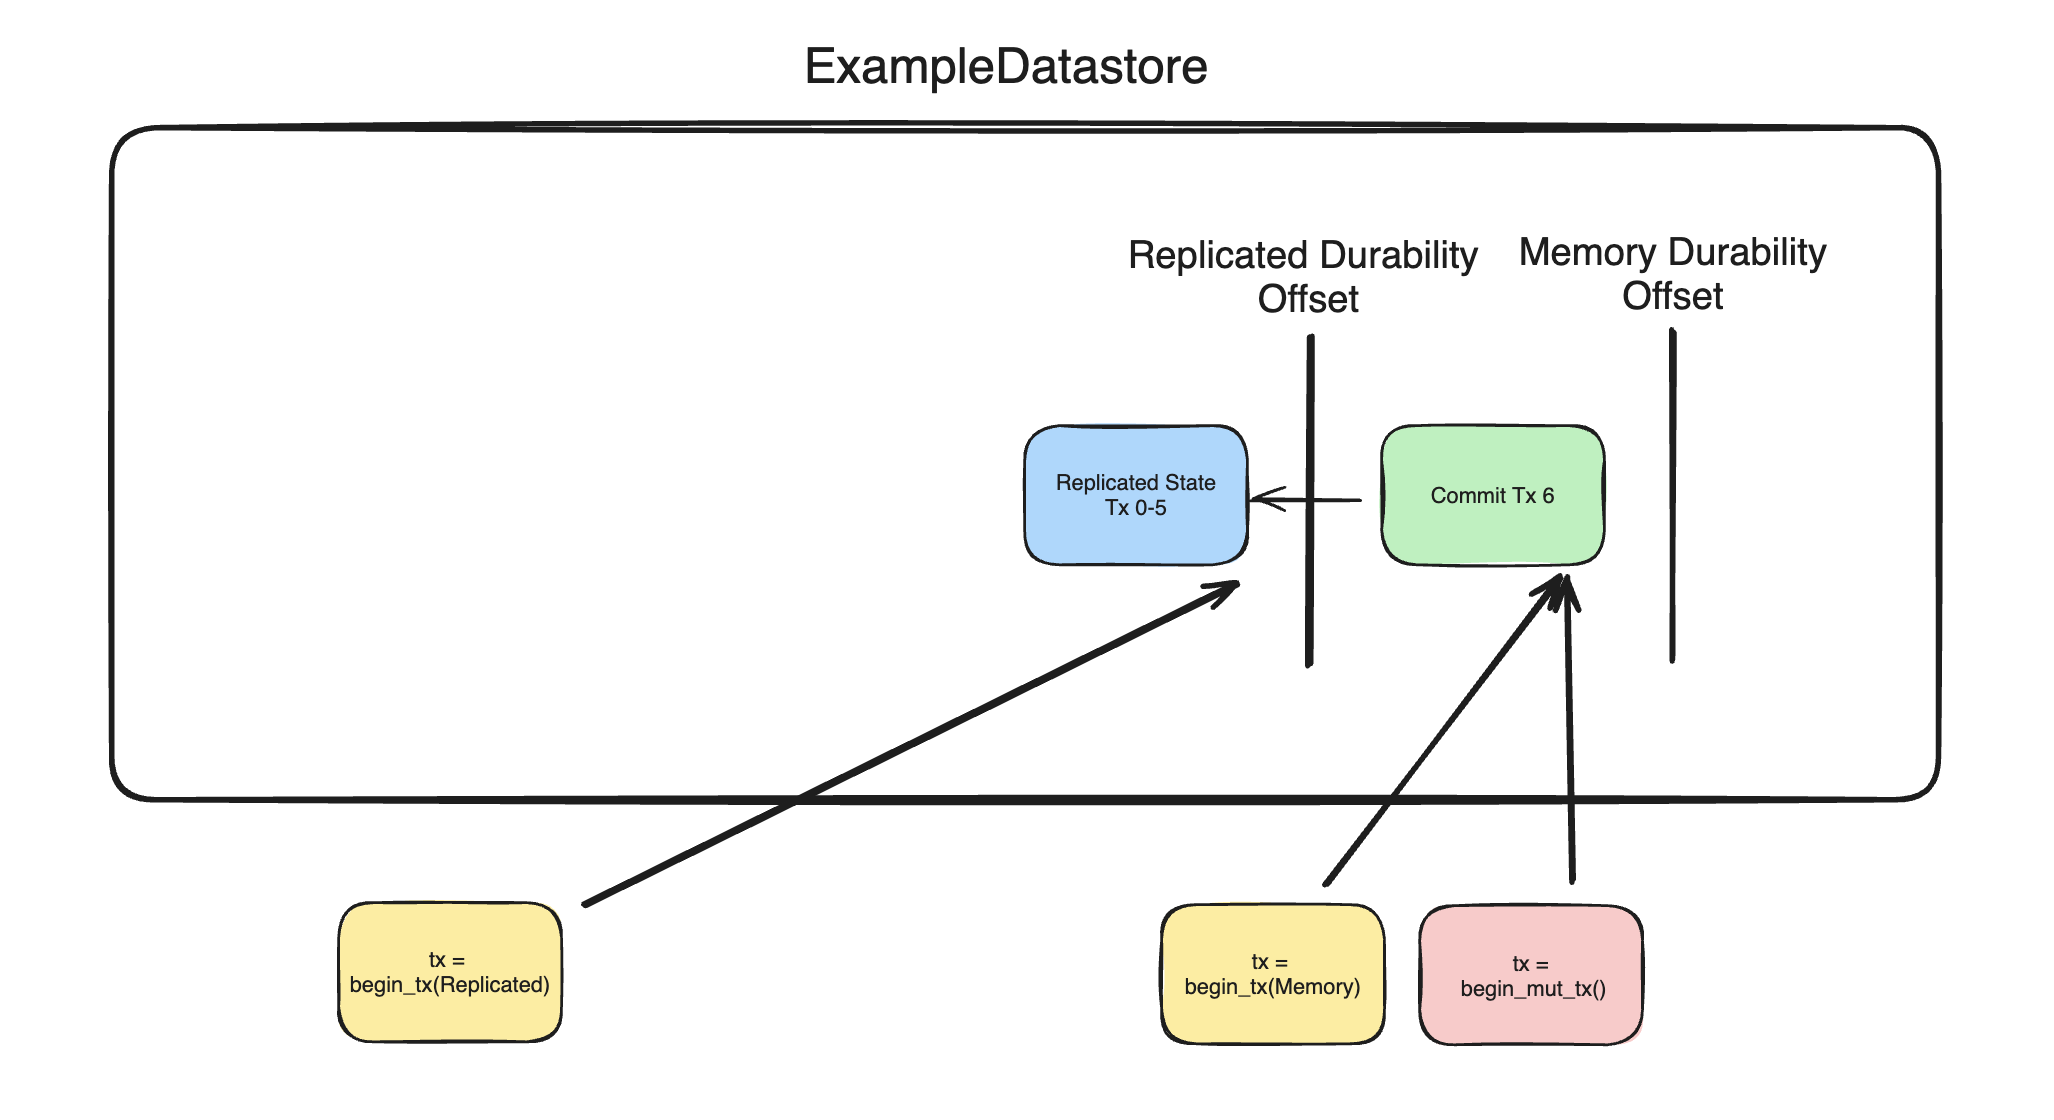 ExampleDatastore
Replicated Durability
Offset
Memory Durability
Offset
Replicated State
Tx 0-5
Commit Tx 6
tx =
begin_tx(Replicated)
tx =
begin_tx(Memory)
tx =
begin_mut_tx()